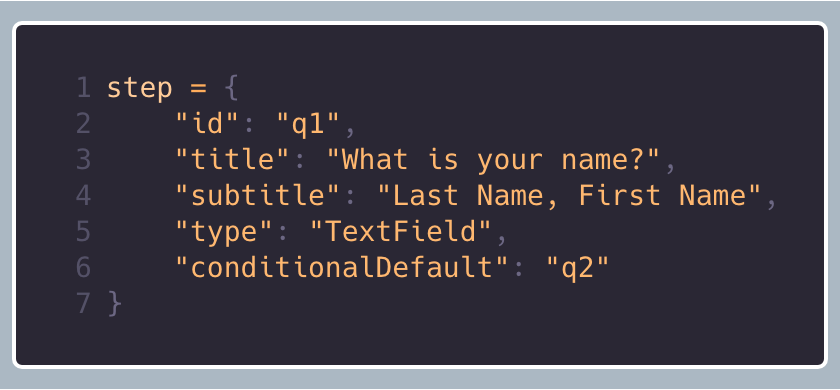 1 step = {
2     "id": "q1",
3     "title": "What is your name?",
4     "subtitle": "Last Name, First Name",
5     "type": "TextField",
6     "conditionalDefault": "q2"
7 }